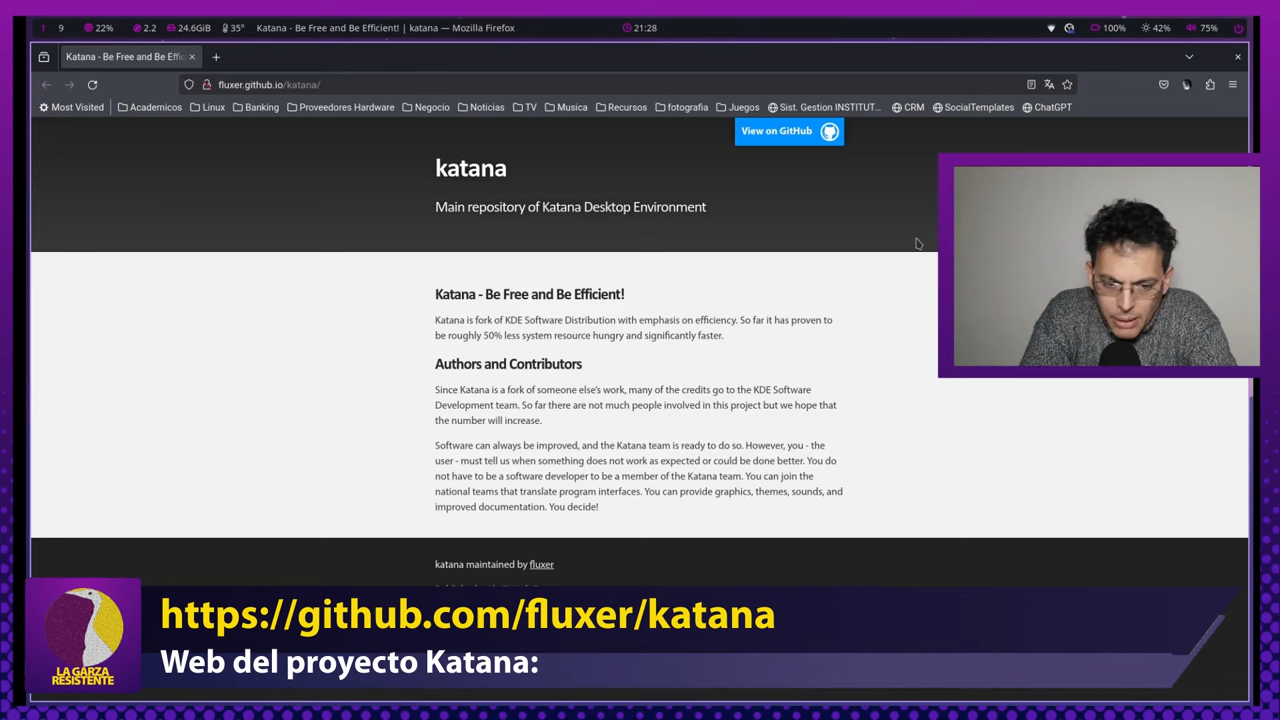 1 9 22% 2.2 24.6GiB 35° Katana - Be Free and Be Efficient! | katana — Mozilla Firefox 21:28 100% 42% 75%
Katana - Be Free and Be Effic
fluxer.github.io/katana/
Most Visited Academicos Linux Banking Proveedores Hardware Negocio Noticias TV Musica Recursos fotografia Juegos Sist. Gestion INSTITUT... CRM SocialTemplates ChatGPT
View on GitHub
katana
Main repository of Katana Desktop Environment
Katana - Be Free and Be Efficient!
Katana is fork of KDE Software Distribution with emphasis on efficiency. So far it has proven to
be roughly 50% less system resource hungry and significantly faster.
Authors and Contributors
Since Katana is a fork of someone else's work, many of the credits go to the KDE Software
Development team. So far there are not much people involved in this project but we hope that
the number will increase.
Software can always be improved, and the Katana team is ready to do so. However, you - the
user - must tell us when something does not work as expected or could be done better. You do
not have to be a software developer to be a member of the Katana team. You can join the
national teams that translate program interfaces. You can provide graphics, themes, sounds, and
improved documentation. You decide!
katana maintained by fluxer
https://github.com/fluxer/katana
Web del proyecto Katana:
LA GARZA
RESISTENTE